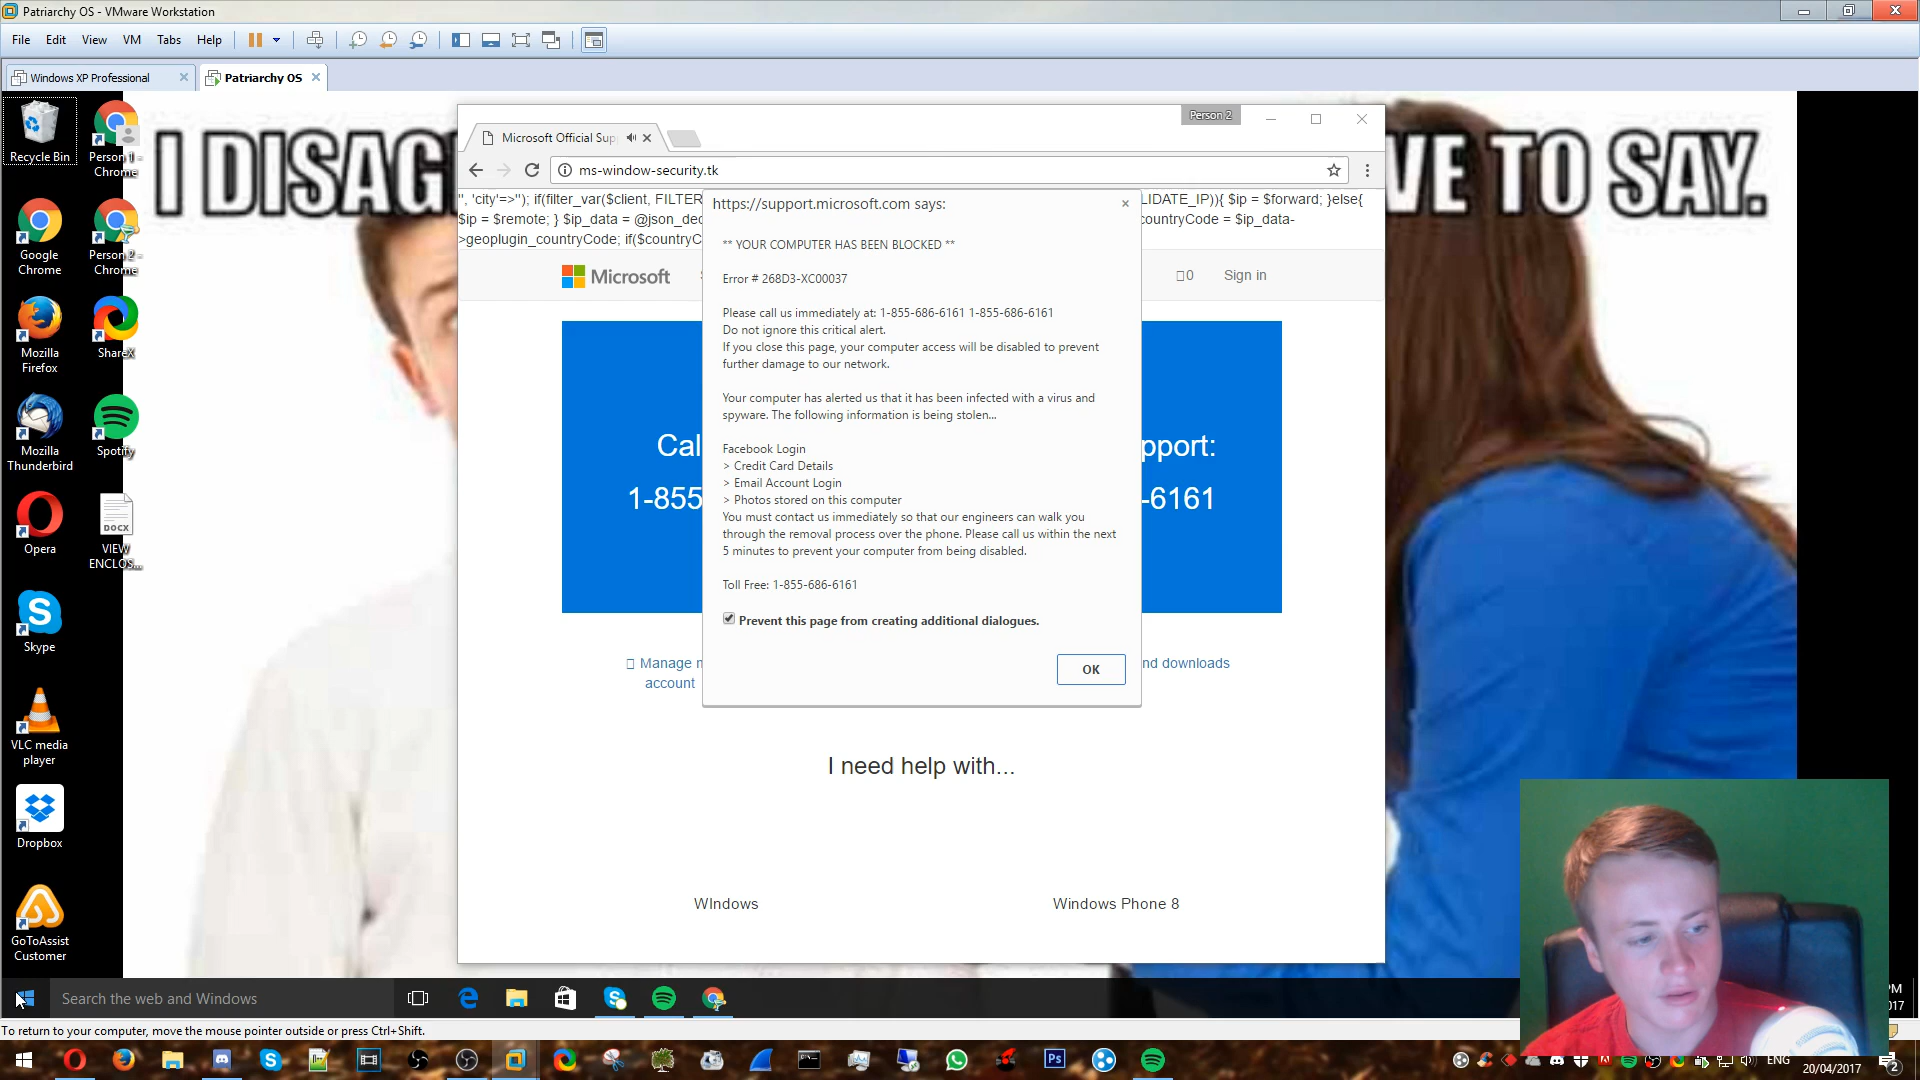 Patriarchy OS - VMware Workstation
File Edit View VM Tabs Help
Windows XP Professional
Patriarchy OS
I DISAG
VE TO SAY.
Person 2
Microsoft Official Sup
ms-window-security.tk
", 'city'=>''); if(filter_var($client, FILTER
LIDATE_IP)){ $ip = $forward; }else{
$ip = $remote; } $ip_data = @json_dec
countryCode = $ip_data-
>geoplugin_countryCode; if($countryC
Microsoft
0
Sign in
Cal
pport:
1-855
-6161
Manage m
account
nd downloads
I need help with...
WIndows
Windows Phone 8
https://support.microsoft.com says:
** YOUR COMPUTER HAS BEEN BLOCKED **
Error # 268D3-XC00037
Please call us immediately at: 1-855-686-6161 1-855-686-6161
Do not ignore this critical alert.
If you close this page, your computer access will be disabled to prevent
further damage to our network.
Your computer has alerted us that it has been infected with a virus and
spyware. The following information is being stolen...
Facebook Login
> Credit Card Details
> Email Account Login
> Photos stored on this computer
You must contact us immediately so that our engineers can walk you
through the removal process over the phone. Please call us within the next
5 minutes to prevent your computer from being disabled.
Toll Free: 1-855-686-6161
Prevent this page from creating additional dialogues.
OK
Recycle Bin
Person 1 -
Chrome
Google
Chrome
Person 2 -
Chrome
Mozilla
Firefox
ShareX
Mozilla
Thunderbird
Spotify
Opera
DOCX
VIEW
ENCLOS...
Skype
VLC media
player
Dropbox
GoToAssist
Customer
Search the web and Windows
PM
017
To return to your computer, move the mouse pointer outside or press Ctrl+Shift.
Ps
ENG
20/04/2017
2